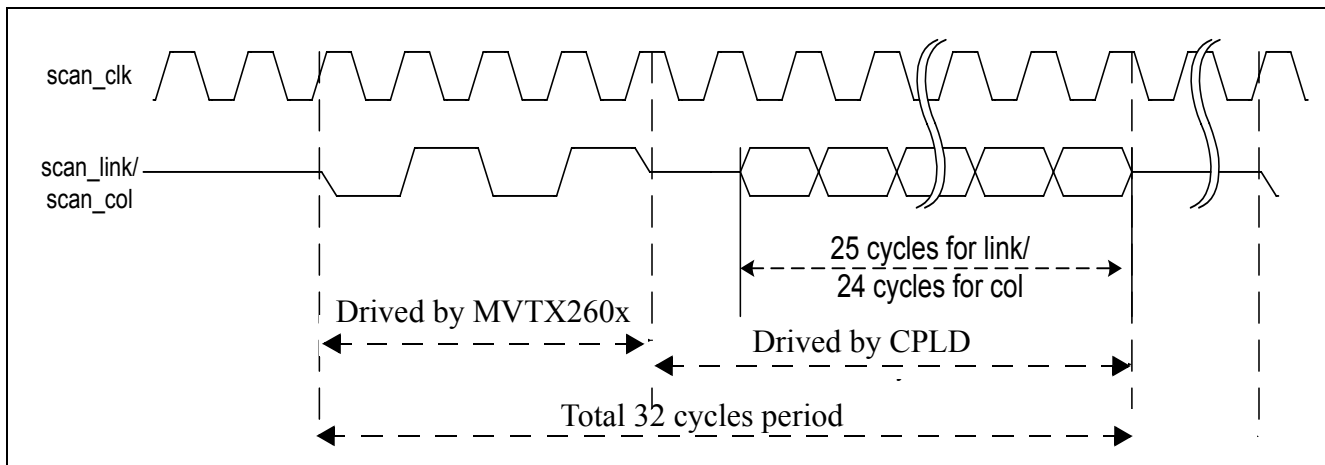 scan_clk
scan_link/
scan_col
25 cycles for link/
24 cycles for col
Drived by MVTX260x
Drived by CPLD
Total 32 cycles period